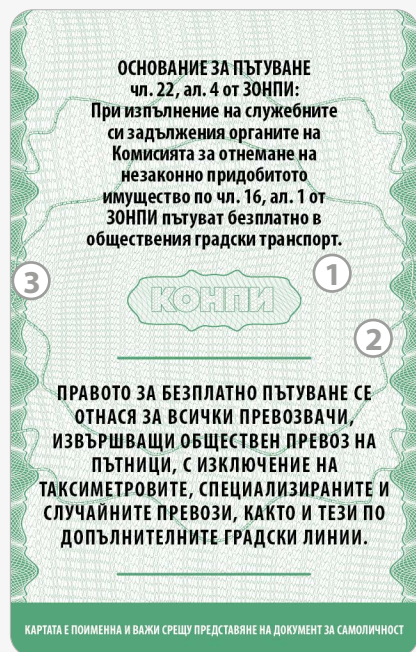 ОСНОВАНИЕ ЗА ПЪТУВАНЕ
чл. 22, ал. 4 от ЗОНПИ:
При изпълнение на служебните
си задължения органите на
Комисията за отнемане на
незаконно придобитото
имущество по чл. 16, ал. 1 от
ЗОНПИ пътуват безплатно в
обществения градски транспорт.
1
3
КОНПИ
2
ПРАВОТО ЗА БЕЗПЛАТНО ПЪТУВАНЕ СЕ
ОТНАСЯ ЗА ВСИЧКИ ПРЕВОЗВАЧИ,
ИЗВЪРШВАЩИ ОБЩЕСТВЕН ПРЕВОЗ НА
ПЪТНИЦИ, С ИЗКЛЮЧЕНИЕ НА
ТАКСИМЕТРОВИТЕ, СПЕЦИАЛИЗИРАНИТЕ И
СЛУЧАЙНИТЕ ПРЕВОЗИ, КАКТО И ТЕЗИ ПО
ДОПЪЛНИТЕЛНИТЕ ГРАДСКИ ЛИНИИ.
КАРТАТА Е ПОИМЕННА И ВАЖИ СРЕЩУ ПРЕДСТАВЯНЕ НА ДОКУМЕНТ ЗА САМОЛИЧНОСТ